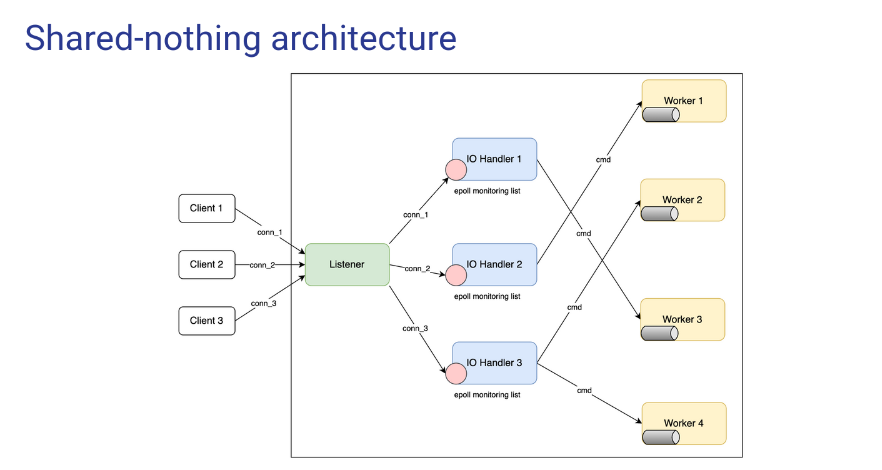 Shared-nothing architecture
Client 1
Client 2
Client 3
conn_1
conn_2
conn_3
Listener
conn_1
conn_2
conn_3
IO Handler 1
epoll monitoring list
IO Handler 2
epoll monitoring list
IO Handler 3
epoll monitoring list
cmd
cmd
cmd
cmd
Worker 1
Worker 2
Worker 3
Worker 4